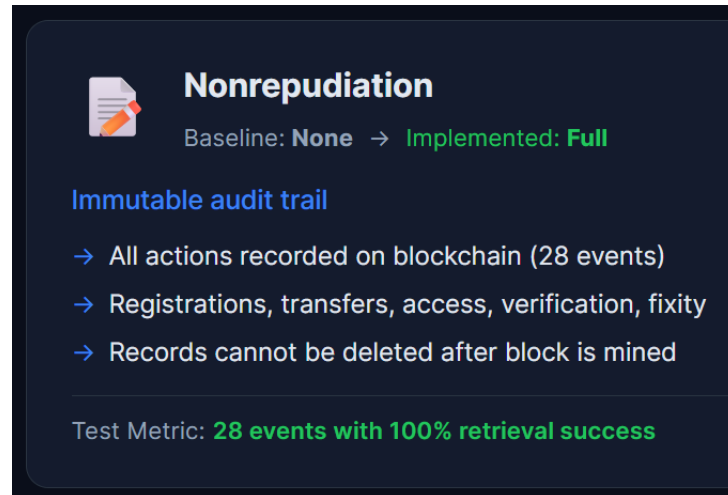 Nonrepudiation
Baseline: None → Implemented: Full
Immutable audit trail
→ All actions recorded on blockchain (28 events)
→ Registrations, transfers, access, verification, fixity
→ Records cannot be deleted after block is mined
Test Metric: 28 events with 100% retrieval success